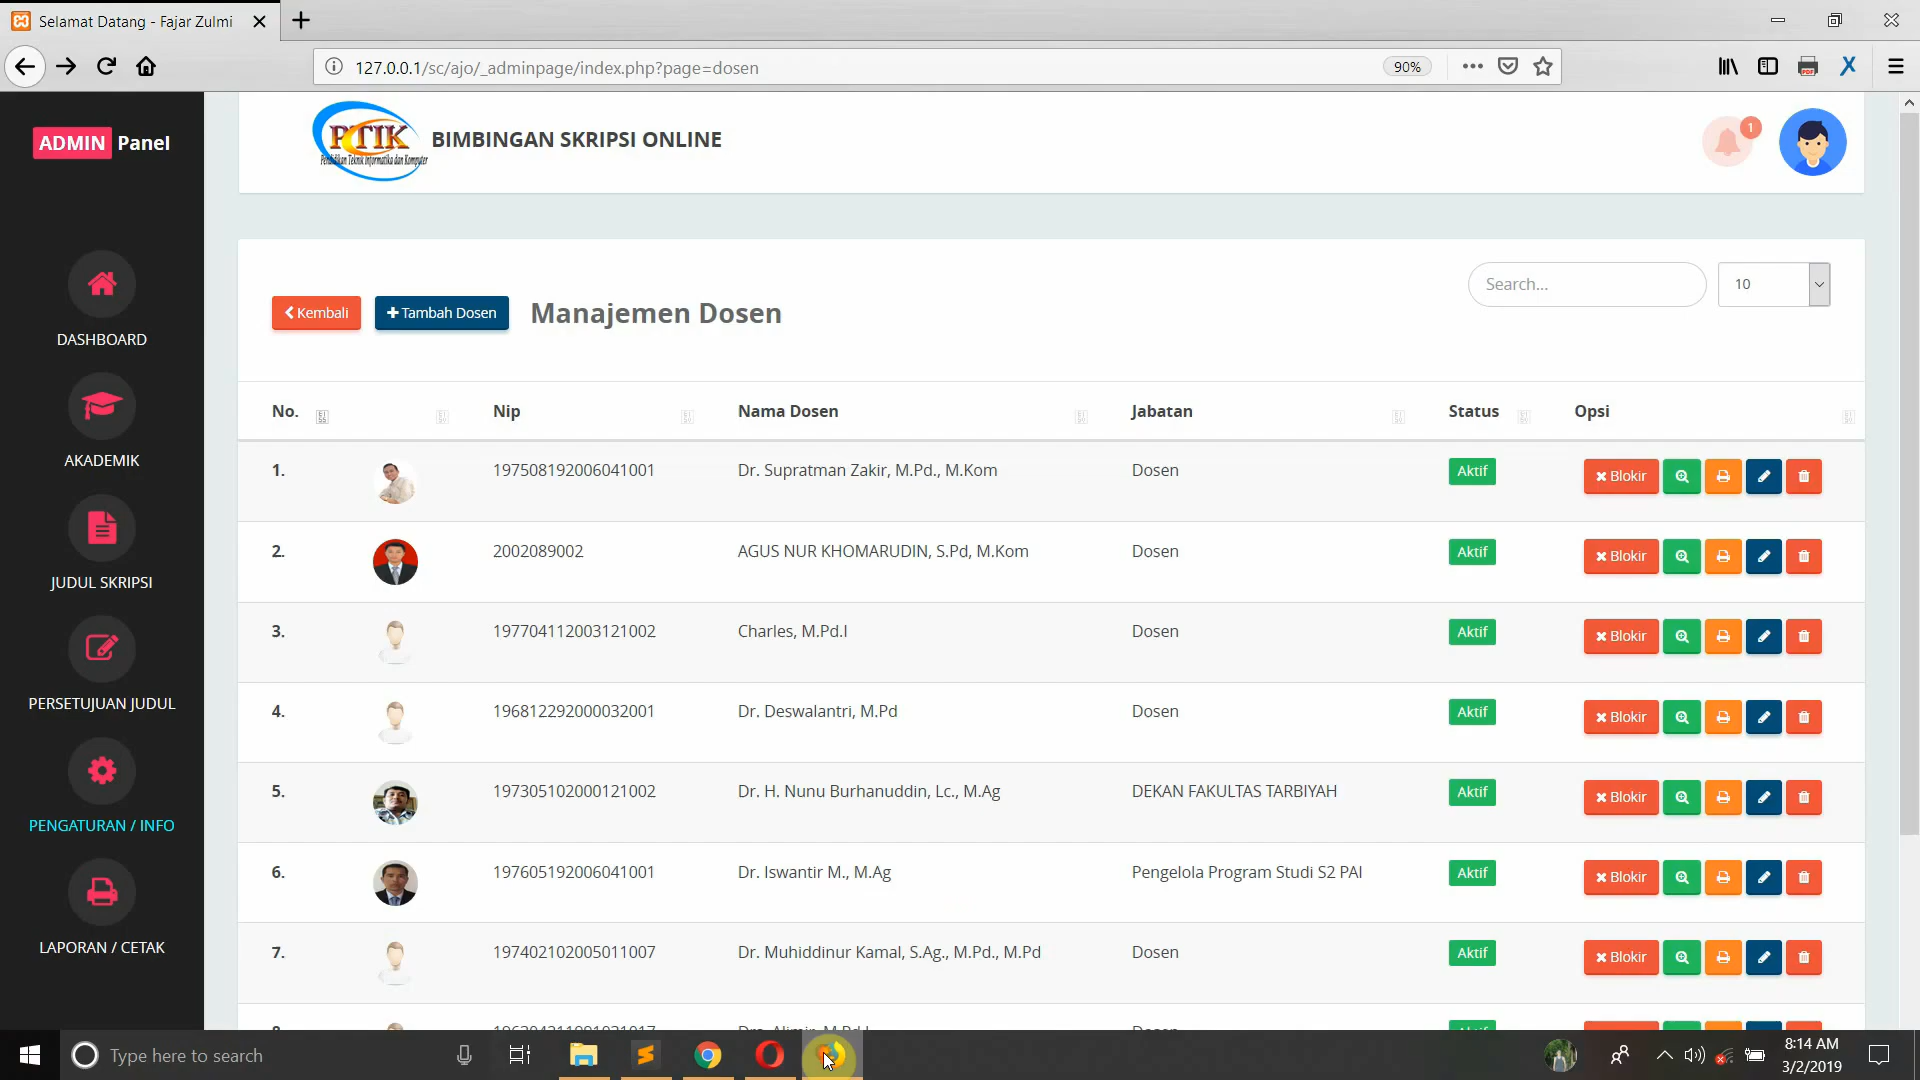 Selamat Datang - Fajar Zulmi
127.0.0.1/sc/ajo/_adminpage/index.php?page=dosen
90%
ADMIN Panel
PTIK
Pendidikan Teknik Informatika dan Komputer
BIMBINGAN SKRIPSI ONLINE
1
DASHBOARD
AKADEMIK
JUDUL SKRIPSI
PERSETUJUAN JUDUL
PENGATURAN / INFO
LAPORAN / CETAK
Kembali
Tambah Dosen
Manajemen Dosen
Search...
10
No. Nip Nama Dosen Jabatan Status Opsi
1. 197508192006041001 Dr. Supratman Zakir, M.Pd., M.Kom Dosen Aktif Blokir
2. 2002089002 AGUS NUR KHOMARUDIN, S.Pd, M.Kom Dosen Aktif Blokir
3. 197704112003121002 Charles, M.Pd.I Dosen Aktif Blokir
4. 196812292000032001 Dr. Deswalantri, M.Pd Dosen Aktif Blokir
5. 197305102000121002 Dr. H. Nunu Burhanuddin, Lc., M.Ag DEKAN FAKULTAS TARBIYAH Aktif Blokir
6. 197605192006041001 Dr. Iswantir M., M.Ag Pengelola Program Studi S2 PAI Aktif Blokir
7. 197402102005011007 Dr. Muhiddinur Kamal, S.Ag., M.Pd., M.Pd Dosen Aktif Blokir
Type here to search
8:14 AM
3/2/2019